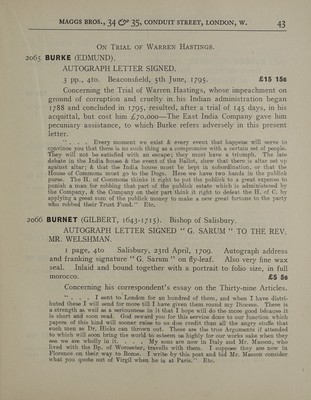 MAGGS BROS., 34 & 35, CONDUIT STREET, LONDON, W. 43
ON TRIAL OF WARREN HASTINGS.
2065 BURKE (EDMUND).
AUTOGRAPH LETTER SIGNED.
3 pp., 4to. Beaconsfield, 5th June, 1795. £15 15s
Concerning the Trial of Warren Hastings, whose impeachment on
ground of corruption and cruelty in his Indian administration began
1788 and concluded in 1795, resulted, after a trial of 145 days, in his
acquittal, but cost him £70,000—The East India Company gave him
pecuniary assistance, to which Burke refers adversely in this present
letter.
" . . . Every moment we exist & every event that happens will serve to
convince you that there is no such thing as a compromise with a certain set of people.
They will not be satisfied with an escape; they must have a triumph. The late
debate in the India house & the event of the Ballot, shew that there is alter set up
against altar; & that the India house must be kept in subordination, or that the
House of Commons must go to the Dogs. Here we have two hands in the publick
purse. The H. of Commons thinks it right to put the publick to a great expense to
punish a man for robbing that part of the publick estate which is administered by
the Company, & the Company on their part think it right to defeat the H. of C. by
applying a great sum of the publick money to make a new great fortune to the party
who robbed their Trust Fund." Etc.
2066 BURNET (GILBERT, 1643-1715). Bishop of Salisbury.
AUTOGRAPH LETTER SIGNED " G. SARUM " TO THE REV.
MR. WELSHMAN.
1 page, 4to Salisbury, 23rd April, 1709. Autograph address
and franking signature " G. Sarum " on fly-leaf. Also very fine wax
seal. Inlaid and bound together with a portrait to folio size, in full
morocco. £5 5s
Concerning his correspondent's essay on the Thirty-nine Articles.
" . . . I sent to London for an hundred of them, and when I have distri-
buted these I will send for more till I have given them round my Diocese. There is
a strength as well as a seriousness in it that I hope will do the more good because it
is short and soon read. God reward you for this service done to our function which
papers of this kind will sooner raise to us due credit than all the angry stuffe that
such men as Dr. Hicks can thrown out. These are true Arguments if attended
to which will soon bring the world to esteem us highly for our works sake when they
see we are wholly in it. . . . My sons are now in Italy and Mr. Masson, who
lived with the Bp. of Worcester, travells with them. I suppose they are now in
Florence on their way to Rome. I write by this post and bid Mr. Masson consider
what you quote out of Virgil when he is at Paris." Etc.